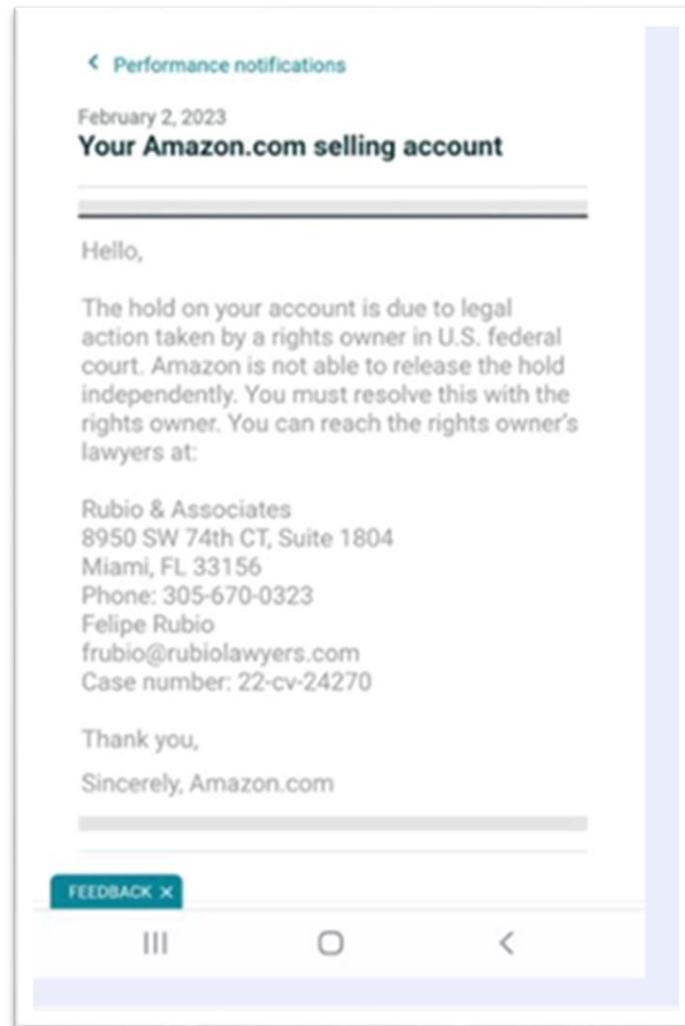 Performance notifications
February 2, 2023
Your Amazon.com selling account
Hello,
The hold on your account is due to legal
action taken by a rights owner in U.S. federal
court. Amazon is not able to release the hold
independently. You must resolve this with the
rights owner. You can reach the rights owner's
lawyers at:
Rubio & Associates
8950 SW 74th CT, Suite 1804
Miami, FL 33156
Phone: 305-670-0323
Felipe Rubio
frubio@rubiolawyers.com
Case number: 22-cv-24270
Thank you,
Sincerely, Amazon.com
FEEDBACK